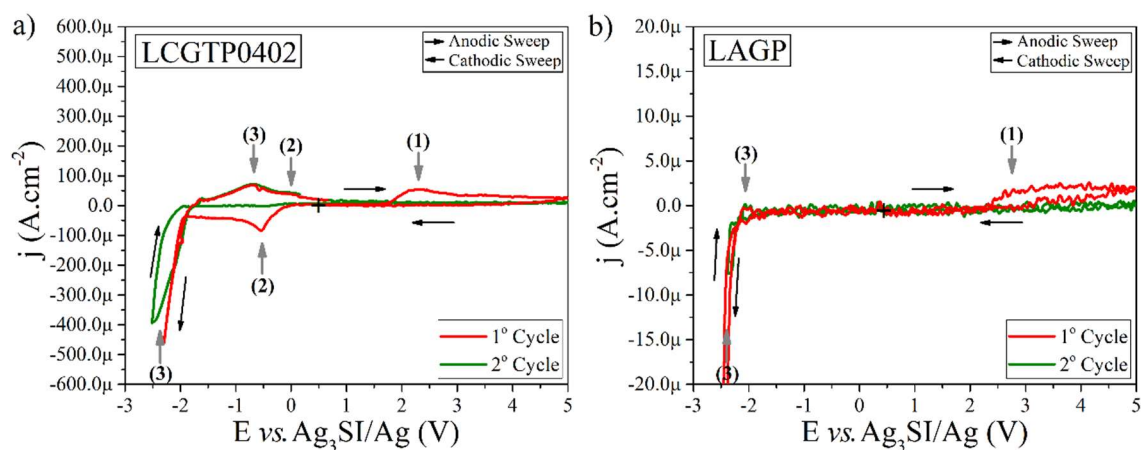 a)
LCGTP0402
Anodic Sweep
Cathodic Sweep
600.0µ
500.0µ
400.0µ
300.0µ
200.0µ
100.0µ
0.0
-100.0µ
-200.0µ
-300.0µ
-400.0µ
-500.0µ
-600.0µ
j (A.cm⁻²)
(3)
(2)
(1)
(2)
(3)
1º Cycle
2º Cycle
-3 -2 -1 0 1 2 3 4 5
E vs. Ag₃SI/Ag (V)
b)
LAGP
Anodic Sweep
Cathodic Sweep
20.0µ
15.0µ
10.0µ
5.0µ
0.0
-5.0µ
-10.0µ
-15.0µ
-20.0µ
j (A.cm⁻²)
(3)
(1)
(3)
1º Cycle
2º Cycle
-3 -2 -1 0 1 2 3 4 5
E vs. Ag₃SI/Ag (V)